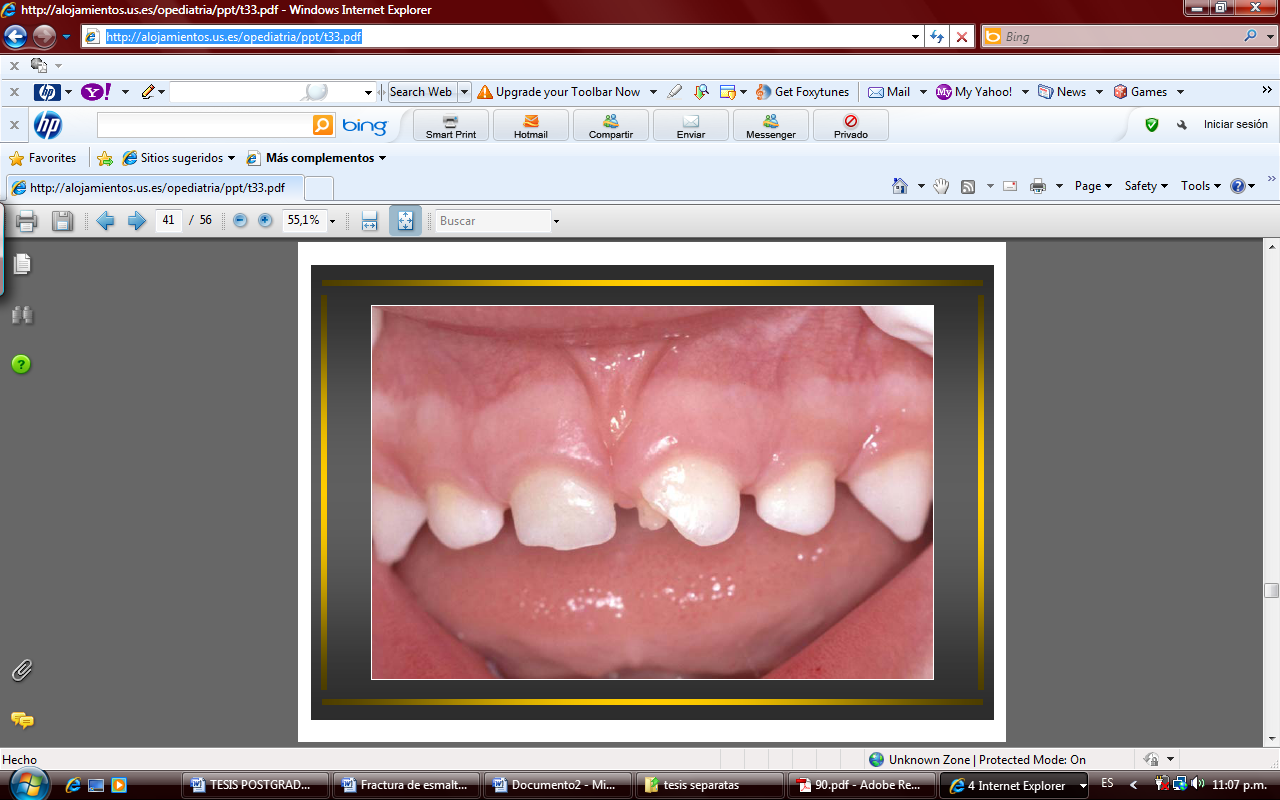 http://alojamientos.us.es/opediatria/ppt/t33.pdf - Windows Internet Explorer
http://alojamientos.us.es/opediatria/ppt/t33.pdf
Bing
Y!
Search Web
Upgrade your Toolbar Now
Get Foxytunes
Mail
My Yahoo!
News
Games
hp
bing
Smart Print
Hotmail
Compartir
Enviar
Messenger
Privado
Iniciar sesión
Favorites
Sitios sugeridos
Más complementos
http://alojamientos.us.es/opediatria/ppt/t33.pdf
Page
Safety
Tools
41 / 56
55,1%
Buscar
Hecho
Unknown Zone | Protected Mode: On
TESIS POSTGRAD...
Fractura de esmalt...
Documento2 - Mi...
tesis separatas
90.pdf - Adobe Re...
4 Internet Explorer
ES
11:07 p.m.